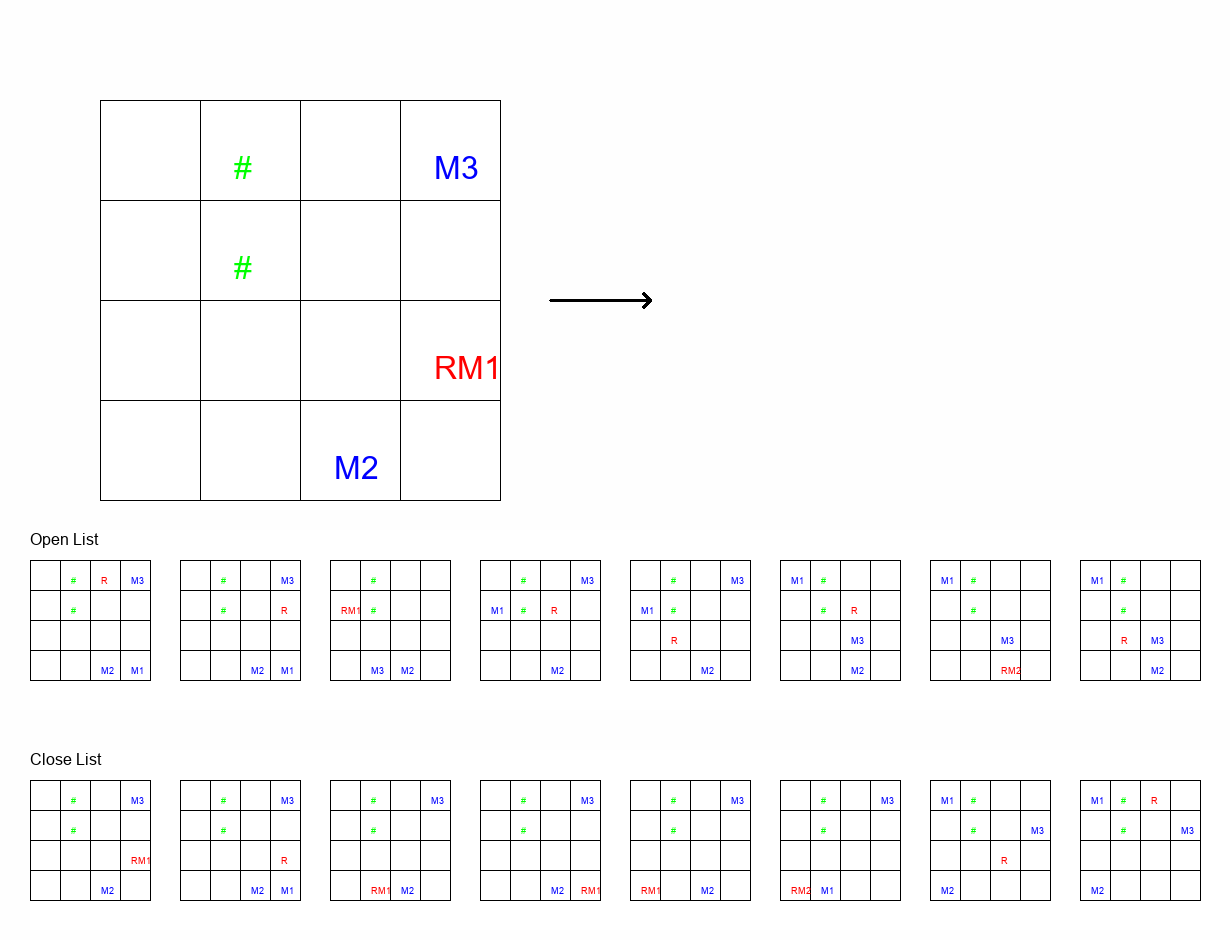 # M3
#
RM1
M2
Open List
# R M3 # M3 # # M3 # M3 M1 # M1 # M1 #
# # R RM1 # M1 # R M1 # # R # #
R M3 M3 R M3
M2 M1 M2 M1 M3 M2 M2 M2 M2 RM2 M2
Close List
# M3 # M3 # M3 # M3 # M3 # M3 M1 # M1 # R
# # # # # # # M3 # M3
RM1 R R
M2 M2 M1 RM1 M2 M2 RM1 RM1 M2 RM2 M1 M2 M2